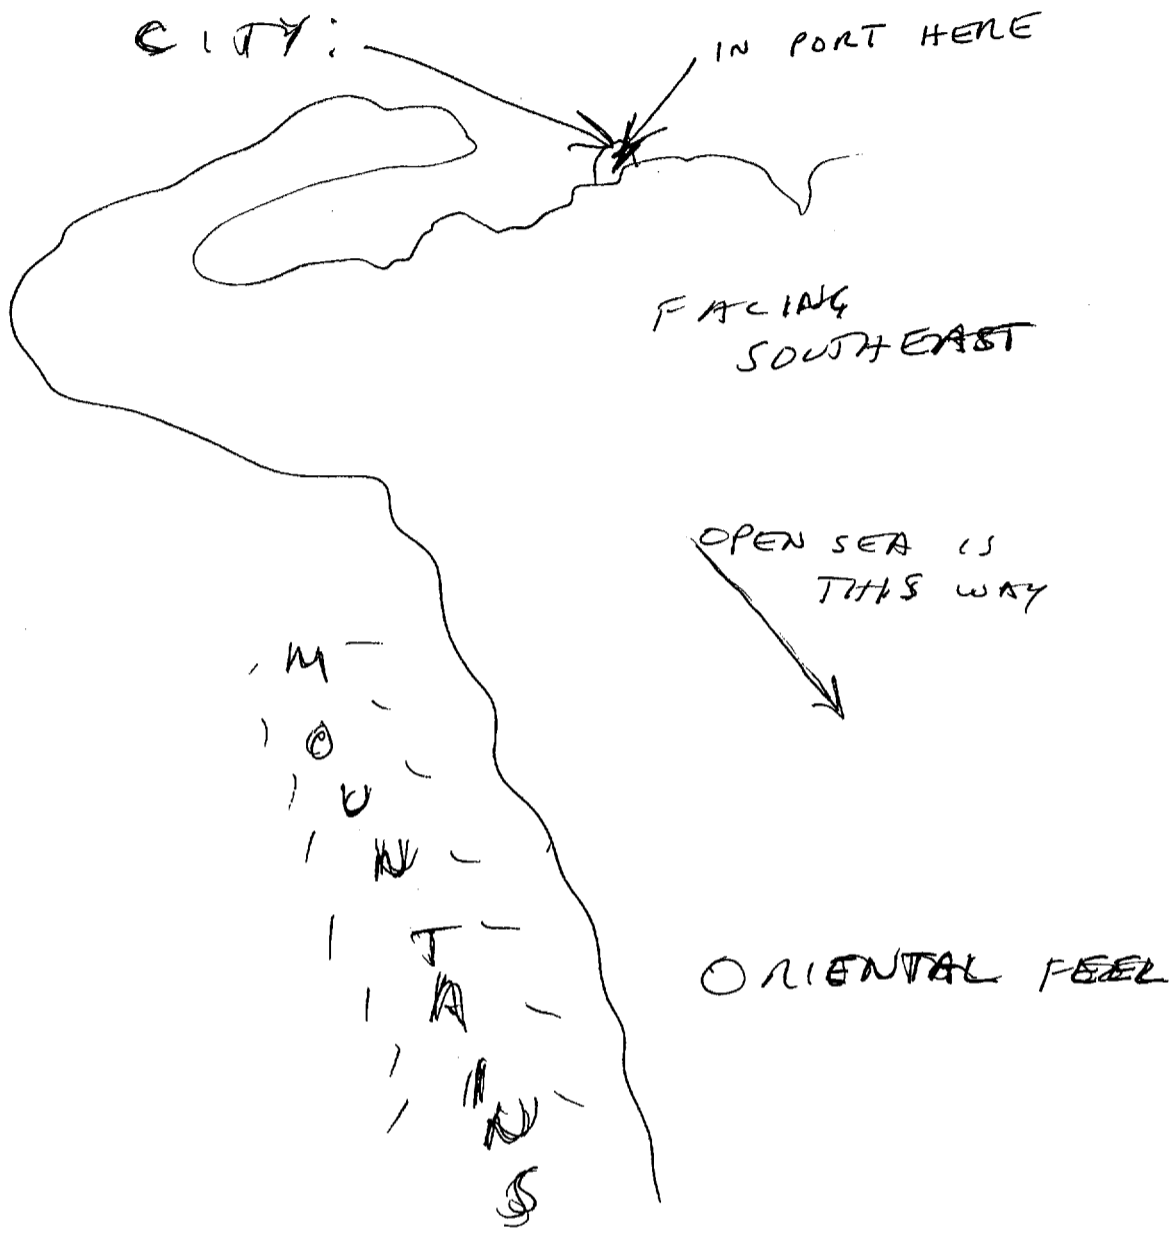 CITY:
IN PORT HERE
FACING
SOUTHEAST
OPEN SEA IS
THIS WAY
MOUNTAINS
ORIENTAL FEEL